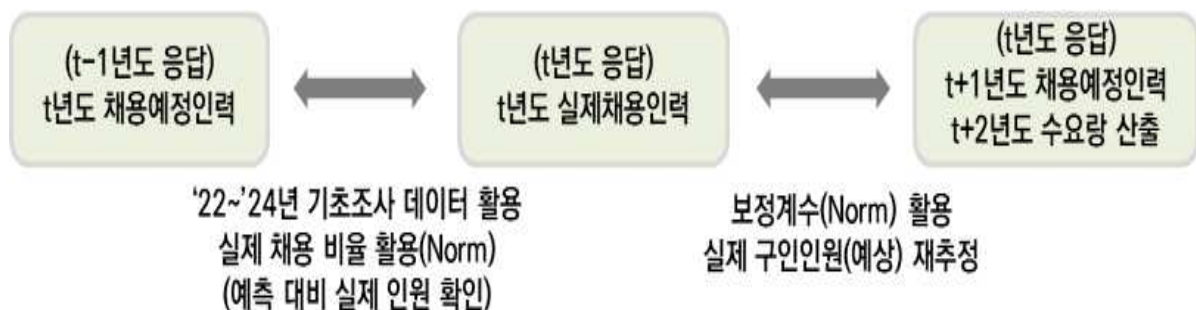 (t-1년도 응답)
t년도 채용예정인력
(t년도 응답)
t년도 실제채용인력
(t년도 응답)
t+1년도 채용예정인력
t+2년도 수요량 산출
‘22~’24년 기초조사 데이터 활용
실제 채용 비율 활용(Norm)
(예측 대비 실제 인원 확인)
보정계수(Norm) 활용
실제 구인인원(예상) 재추정